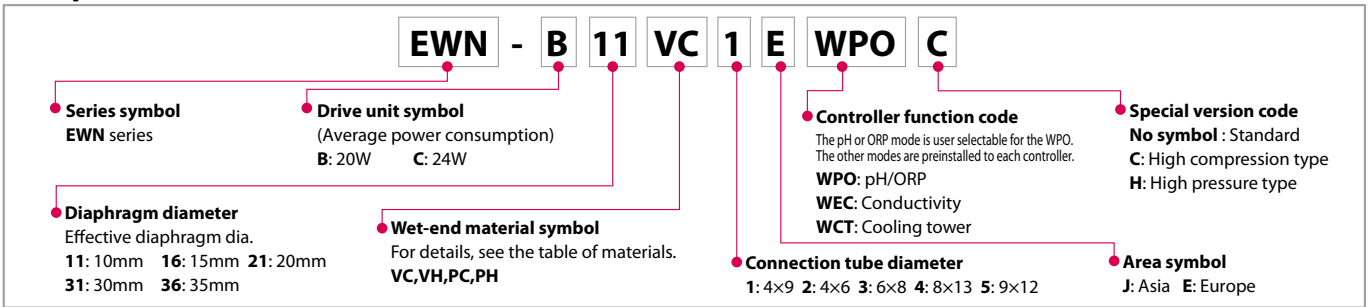 EWN - B 11 VC 1 E WPO C
Series symbol
EWN series
Drive unit symbol
(Average power consumption)
B: 20W C: 24W
Controller function code
The pH or ORP mode is user selectable for the WPO.
The other modes are preinstalled to each controller.
WPO: pH/ORP
WEC: Conductivity
WCT: Cooling tower
Special version code
No symbol : Standard
C: High compression type
H: High pressure type
Diaphragm diameter
Effective diaphragm dia.
11: 10mm 16: 15mm 21: 20mm
31: 30mm 36: 35mm
Wet-end material symbol
For details, see the table of materials.
VC,VH,PC,PH
Connection tube diameter
1: 4×9 2: 4×6 3: 6×8 4: 8×13 5: 9×12
Area symbol
J: Asia E: Europe